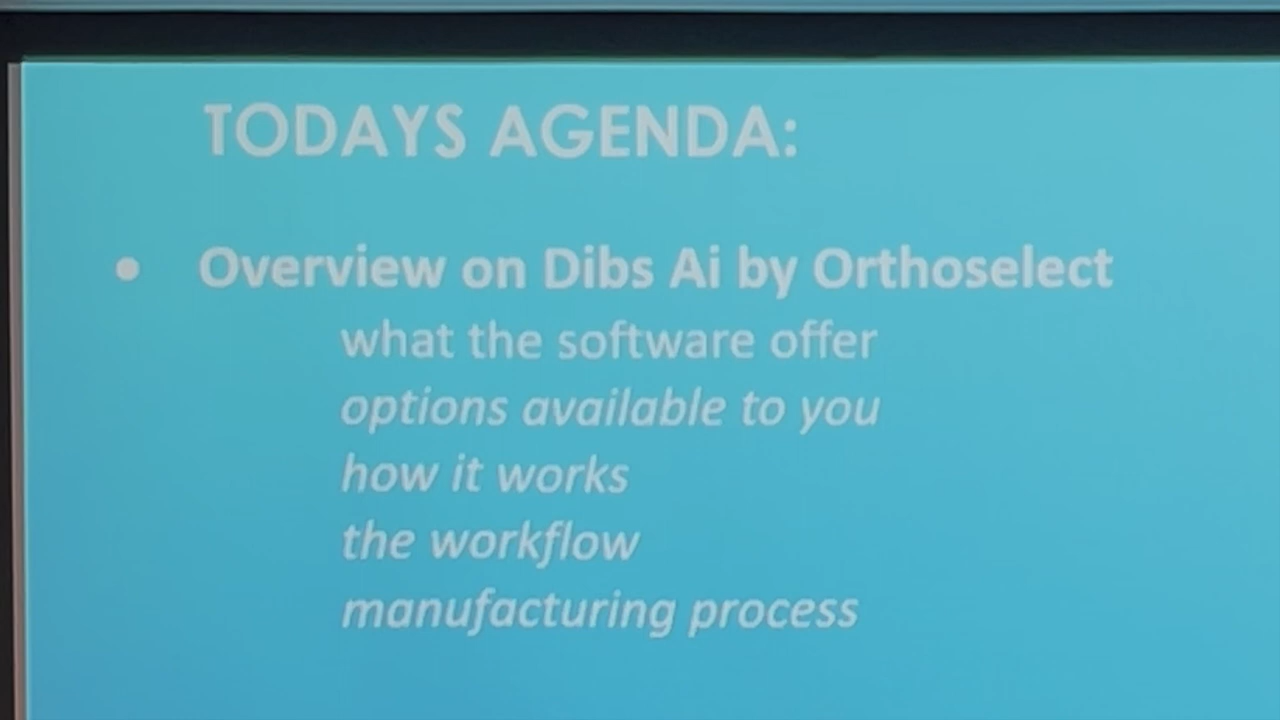 TODAYS AGENDA:
• Overview on Dibs Ai by Orthoselect
what the software offer
options available to you
how it works
the workflow
manufacturing process